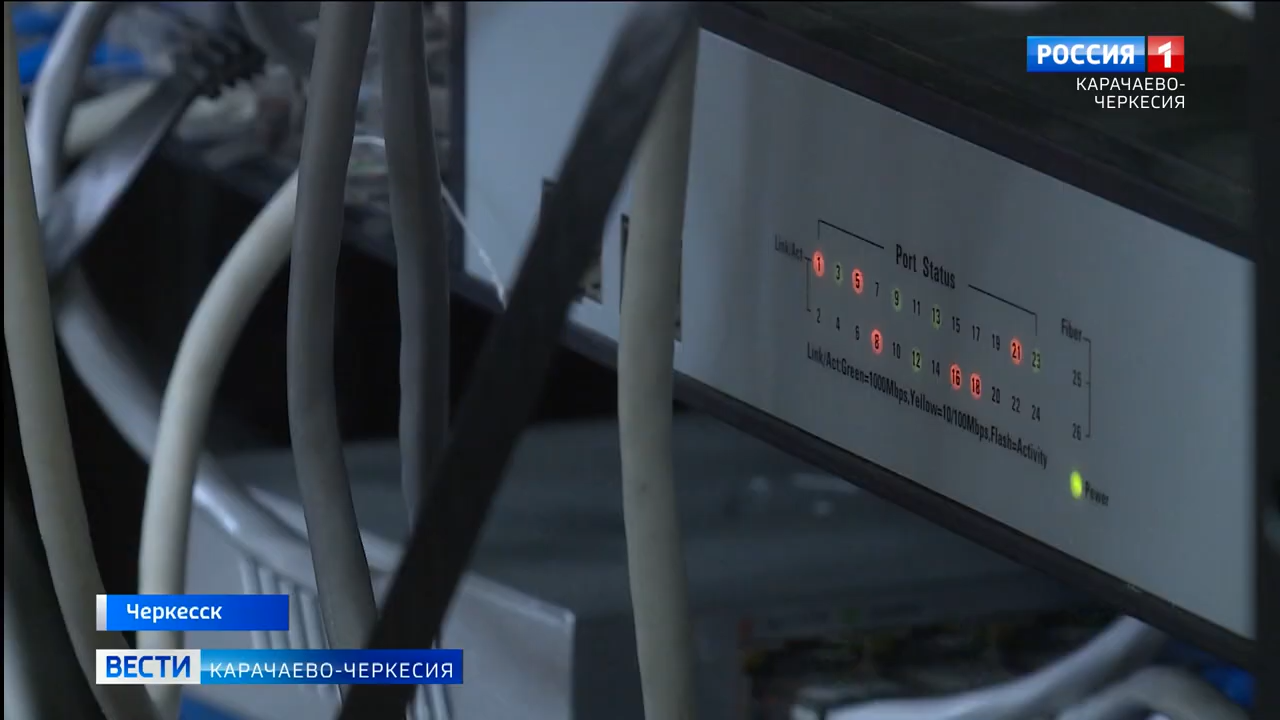 РОССИЯ 1
КАРАЧАЕВО-
ЧЕРКЕСИЯ
Port Status
Link/Act
1 3 5 7 9 11 13 15 17 19 21 23
2 4 6 8 10 12 14 16 18 20 22 24
Fiber
25
26
Link/Act:Green=1000Mbps,Yellow=10/100Mbps,Flash=Activity
Power
Черкесск
ВЕСТИ КАРАЧАЕВО-ЧЕРКЕСИЯ